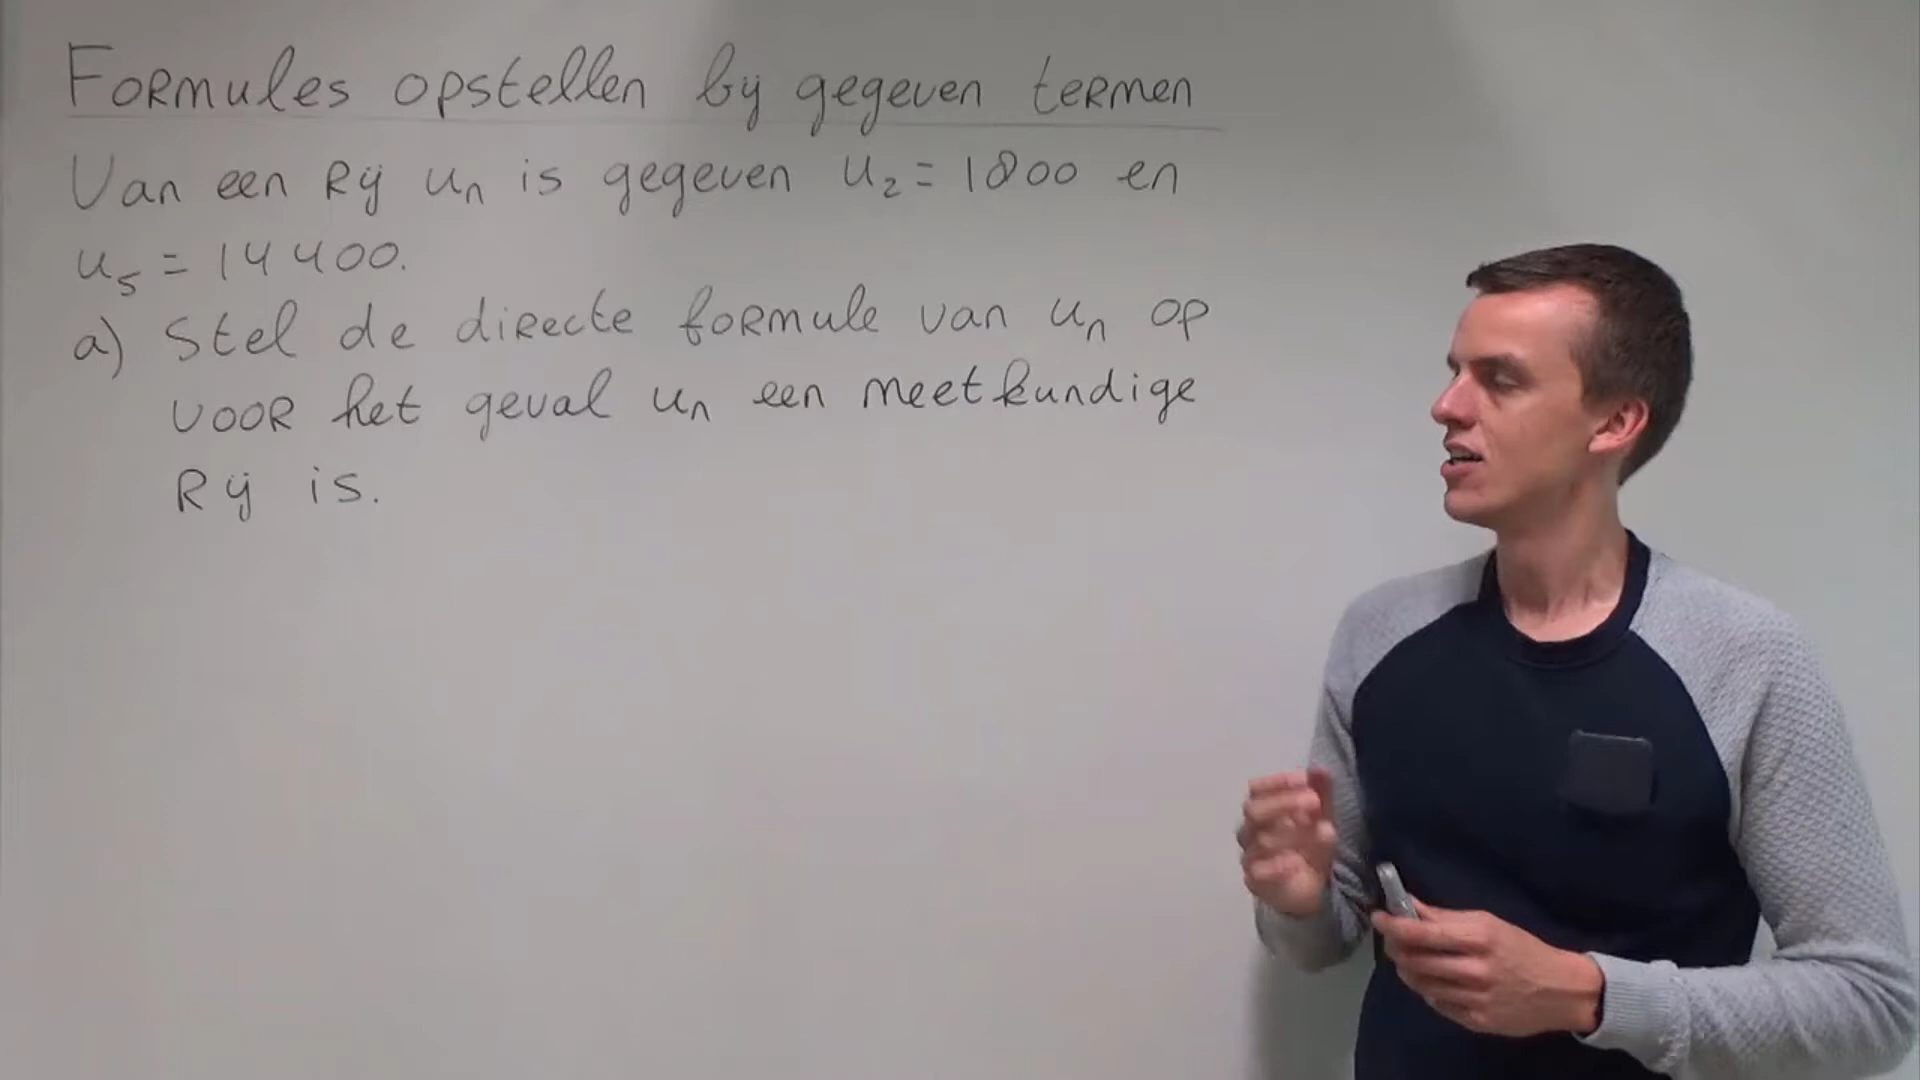 Formules opstellen bij gegeven termen
Van een rij uₙ is gegeven u₂ = 1800 en
u₅ = 14400.
a) Stel de directe formule van uₙ op
voor het geval uₙ een meetkundige
rij is.